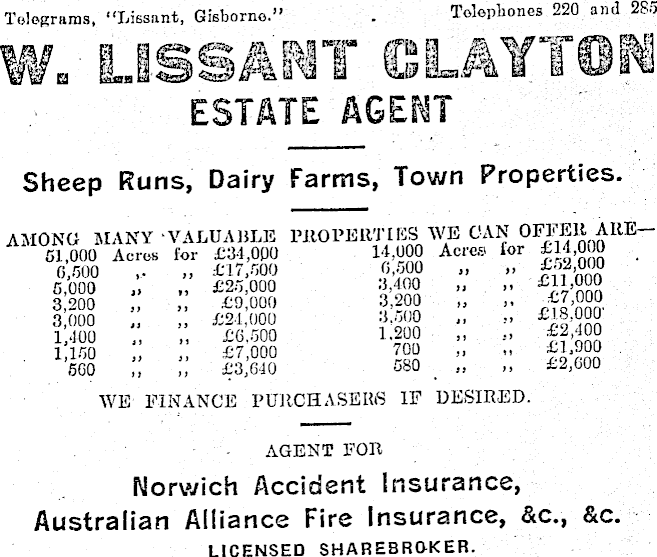 Telegrams, "Lissant, Gisborne." Telephones 220 and 285
W. LISSANT CLAYTON
ESTATE AGENT
Sheep Runs, Dairy Farms, Town Properties.
AMONG MANY VALUABLE PROPERTIES WE CAN OFFER ARE—
51,000 Acres for £34,000 14,000 Acres for £14,000
6,500 ,, ,, £17,500 6,500 ,, ,, £52,000
5,000 ,, ,, £25,000 3,400 ,, ,, £11,000
3,200 ,, ,, £9,000 3,200 ,, ,, £7,000
3,000 ,, ,, £24,000 3,500 ,, ,, £18,000
1,400 ,, ,, £6,500 1,200 ,, ,, £2,400
1,150 ,, ,, £7,000 700 ,, ,, £1,900
560 ,, ,, £3,640 580 ,, ,, £2,600
WE FINANCE PURCHASERS IF DESIRED.
AGENT FOR
Norwich Accident Insurance,
Australian Alliance Fire Insurance, &c., &c.
LICENSED SHAREBROKER.